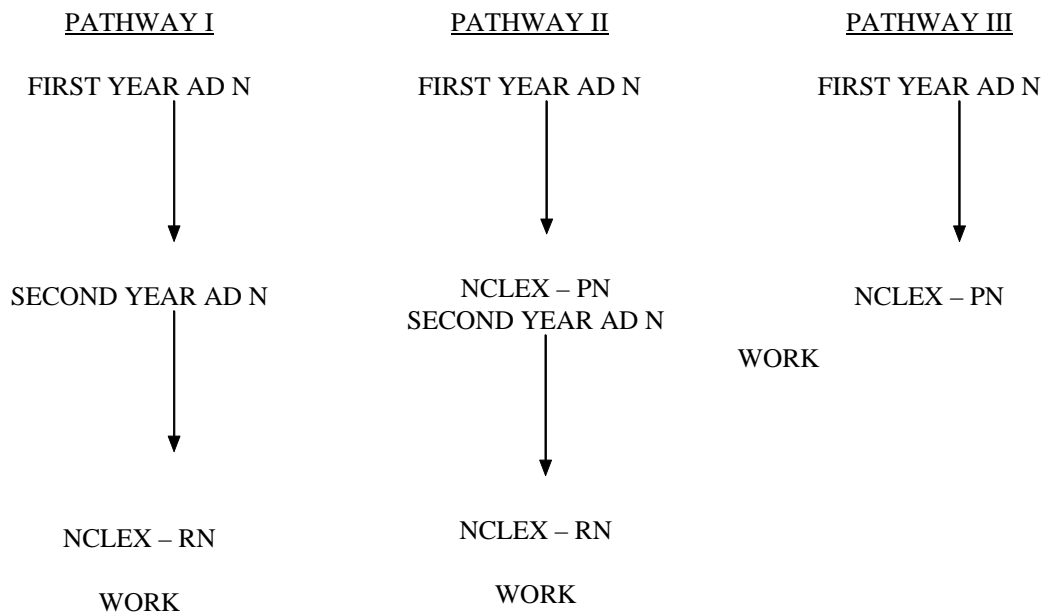 PATHWAY I
FIRST YEAR AD N
SECOND YEAR AD N
NCLEX – RN
WORK
PATHWAY II
FIRST YEAR AD N
NCLEX – PN
SECOND YEAR AD N
NCLEX – RN
WORK
PATHWAY III
FIRST YEAR AD N
NCLEX – PN
WORK